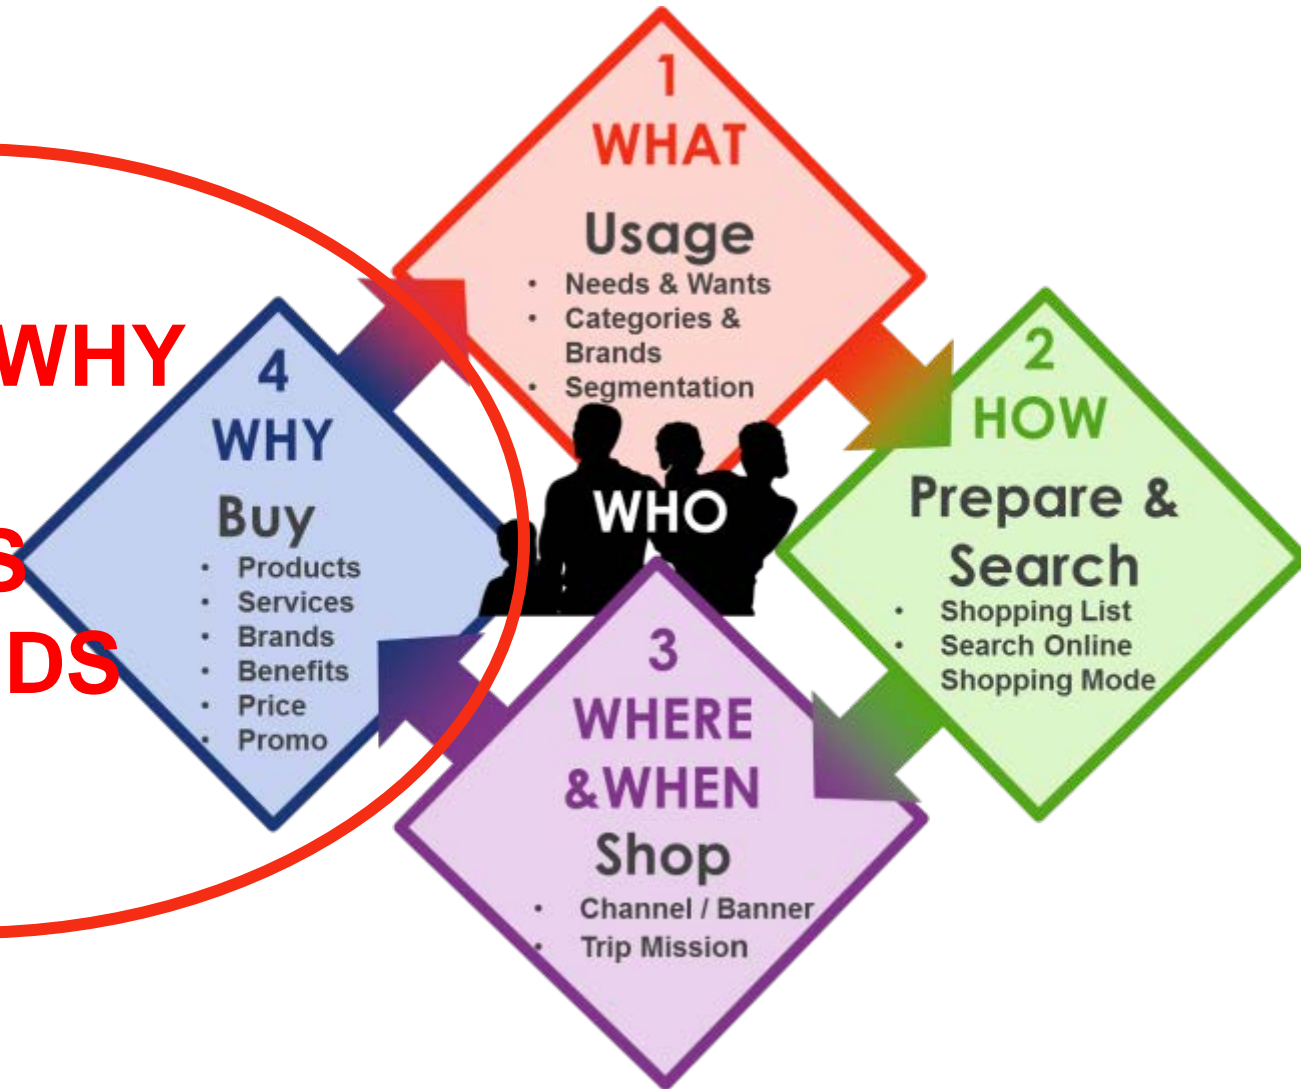 1
WHAT
Usage
• Needs & Wants
• Categories &
Brands
• Segmentation
2
HOW
Prepare &
Search
• Shopping List
• Search Online
Shopping Mode
WHO
3
WHERE
&WHEN
Shop
• Channel / Banner
• Trip Mission
4
WHY
Buy
• Products
• Services
• Brands
• Benefits
• Price
• Promo
WHY
S
DS